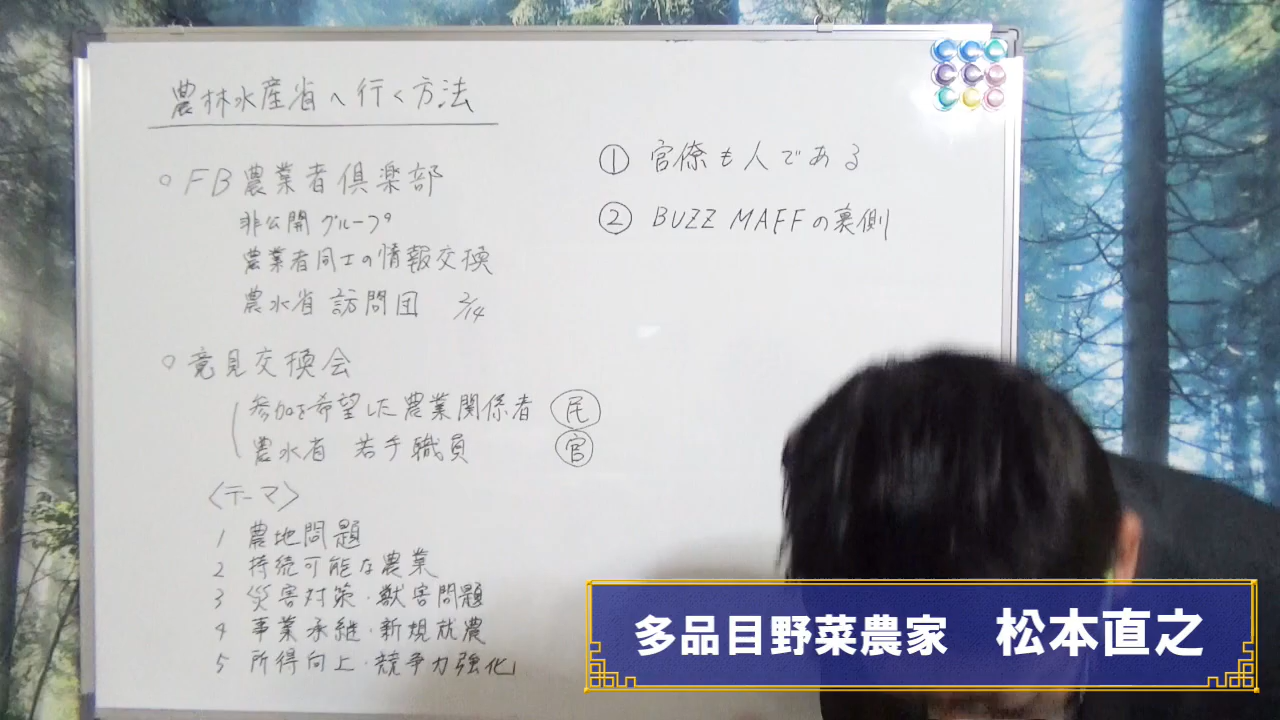 農林水産省へ行く方法
○ FB農業者倶楽部
非公開グループ
農業者同士の情報交換
農水省 訪問団 2/14
○ 意見交換会
参加を希望した農業関係者 民
農水省 若手職員 官
〈テーマ〉
1 農地問題
2 持続可能な農業
3 災害対策・獣害問題
4 事業承継・新規就農
5 所得向上・競争力強化
① 官僚も人である
② BUZZ MAFFの裏側
多品目野菜農家 松本直之